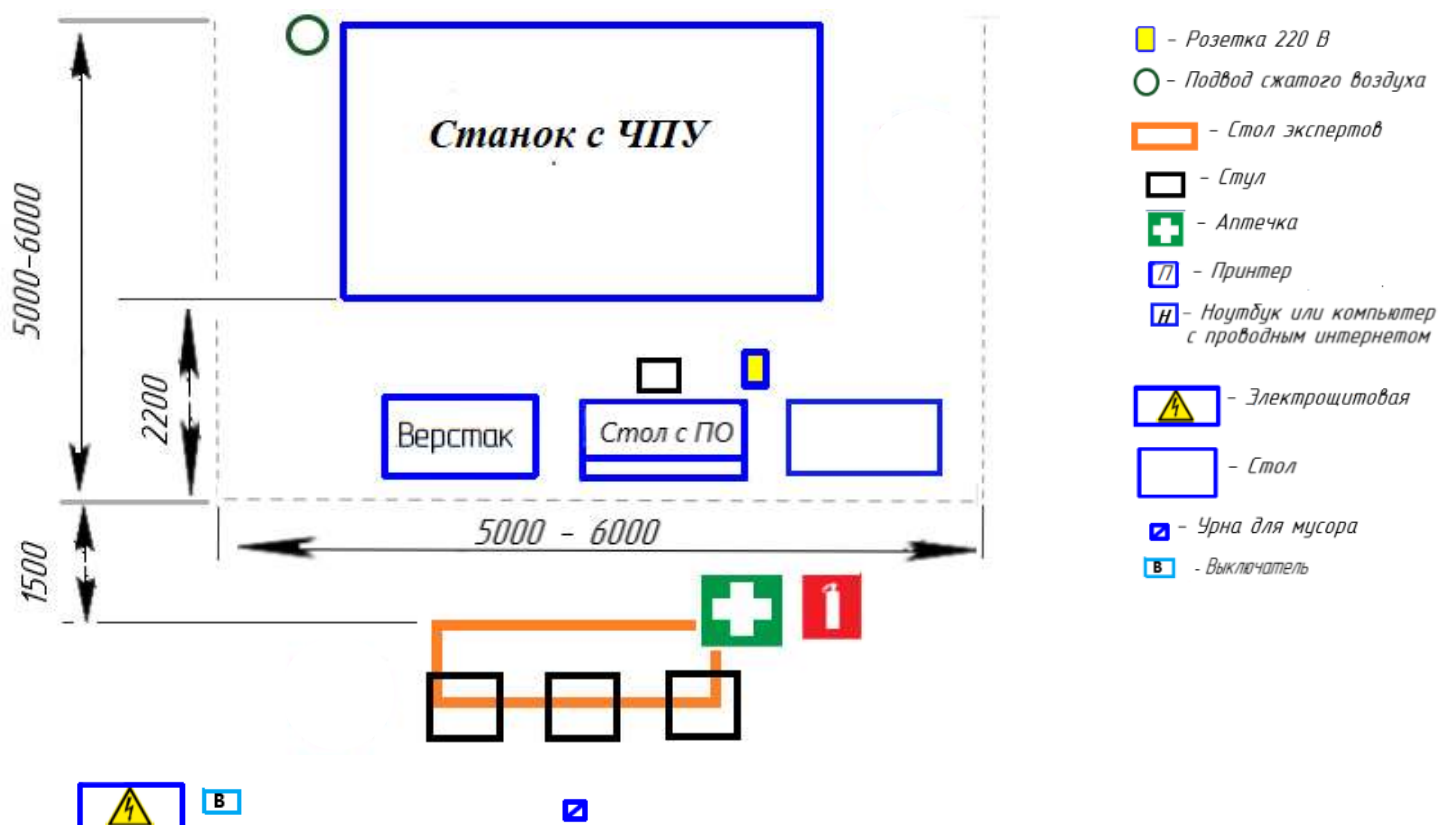 Станок с ЧПУ
5000-6000
2200
Верстак
Стол с ПО
5000 - 6000
1500
В
- Розетка 220 В
- Подвод сжатого воздуха
- Стол экспертов
- Стул
- Аптечка
П - Принтер
Н - Ноутбук или компьютер
с проводным интернетом
- Электрощитовая
- Стол
- Урна для мусора
В - Выключатель